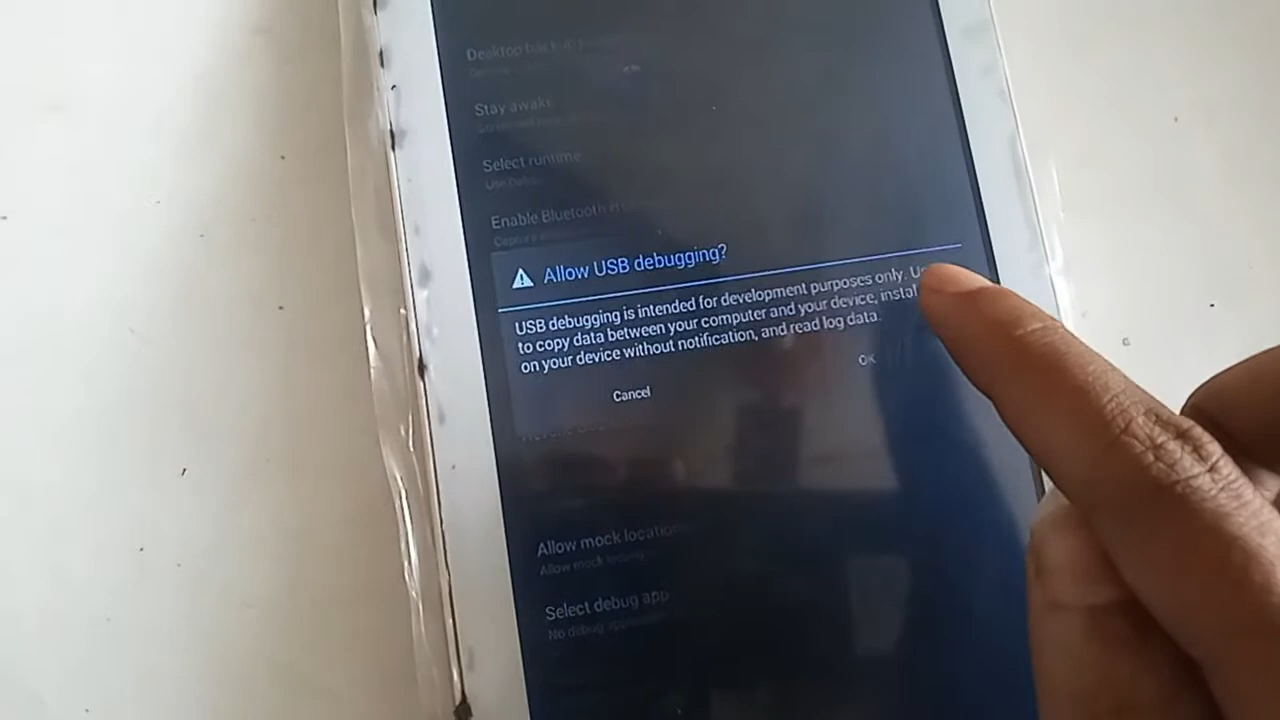 Desktop backup
Stay awake
Select runtime
Enable Bluetooth
Allow USB debugging?
USB debugging is intended for development purposes only.
to copy data between your computer and your device, instal
on your device without notification, and read log data.
Cancel
OK
Allow mock location
Allow mock
Select debug app
No debug application